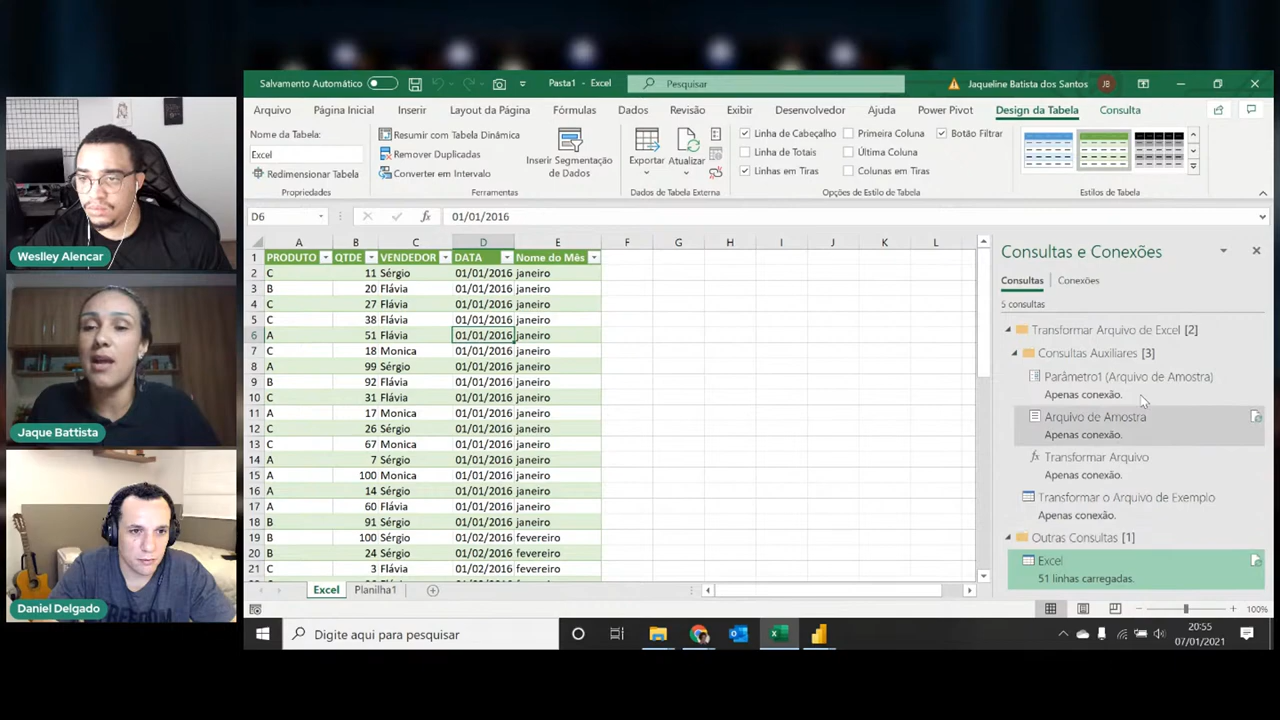 Weslley Alencar
Jaque Battista
Daniel Delgado
Salvamento Automático
Pasta1 - Excel
Pesquisar
Jaqueline Batista dos Santos
JB
Arquivo
Página Inicial
Inserir
Layout da Página
Fórmulas
Dados
Revisão
Exibir
Desenvolvedor
Ajuda
Power Pivot
Design da Tabela
Consulta
Nome da Tabela:
Excel
Redimensionar Tabela
Propriedades
Resumir com Tabela Dinâmica
Remover Duplicadas
Converter em Intervalo
Inserir Segmentação
de Dados
Ferramentas
Exportar
Atualizar
Dados de Tabela Externa
Linha de Cabeçalho
Primeira Coluna
Botão Filtrar
Linha de Totais
Última Coluna
Linhas em Tiras
Colunas em Tiras
Opções de Estilo de Tabela
Estilos de Tabela
D6
fx
01/01/2016
A B C D E F G H I J K L
1 PRODUTO QTDE VENDEDOR DATA Nome do Mês
2 C 11 Sérgio 01/01/2016 janeiro
3 B 20 Flávia 01/01/2016 janeiro
4 C 27 Flávia 01/01/2016 janeiro
5 C 38 Flávia 01/01/2016 janeiro
6 A 51 Flávia 01/01/2016 janeiro
7 C 18 Monica 01/01/2016 janeiro
8 A 99 Sérgio 01/01/2016 janeiro
9 B 92 Flávia 01/01/2016 janeiro
10 C 31 Flávia 01/01/2016 janeiro
11 A 17 Monica 01/01/2016 janeiro
12 C 26 Sérgio 01/01/2016 janeiro
13 C 67 Monica 01/01/2016 janeiro
14 A 7 Sérgio 01/01/2016 janeiro
15 A 100 Monica 01/01/2016 janeiro
16 A 14 Sérgio 01/01/2016 janeiro
17 A 60 Flávia 01/01/2016 janeiro
18 B 91 Sérgio 01/01/2016 janeiro
19 B 100 Sérgio 01/02/2016 fevereiro
20 B 24 Sérgio 01/02/2016 fevereiro
21 C 3 Flávia 01/02/2016 fevereiro
Excel
Planilha1
Consultas e Conexões
Consultas
Conexões
5 consultas
Transformar Arquivo de Excel [2]
Consultas Auxiliares [3]
Parâmetro1 (Arquivo de Amostra)
Apenas conexão.
Arquivo de Amostra
Apenas conexão.
fx Transformar Arquivo
Apenas conexão.
Transformar o Arquivo de Exemplo
Apenas conexão.
Outras Consultas [1]
Excel
51 linhas carregadas.
100%
Digite aqui para pesquisar
20:55
07/01/2021